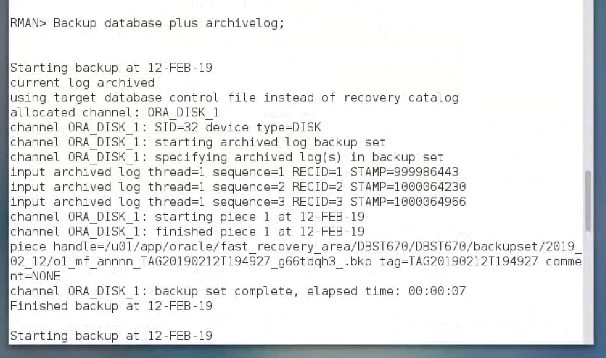 RMAN> Backup database plus archivelog;
Starting backup at 12-FEB-19
current log archived
using target database control file instead of recovery catalog
allocated channel: ORA_DISK_1
channel ORA_DISK_1: SID=32 device type=DISK
channel ORA_DISK_1: starting archived log backup set
channel ORA_DISK_1: specifying archived log(s) in backup set
input archived log thread=1 sequence=1 RECID=1 STAMP=999986443
input archived log thread=1 sequence=2 RECID=2 STAMP=1000064230
input archived log thread=1 sequence=3 RECID=3 STAMP=1000064966
channel ORA_DISK_1: starting piece 1 at 12-FEB-19
channel ORA_DISK_1: finished piece 1 at 12-FEB-19
piece handle=/u01/app/oracle/fast_recovery_area/DBST670/DBST670/backupset/2019_
02_12/o1_mf_annnn_TAG20190212T194927_g66tdqh3_.bkp tag=TAG20190212T194927 comme
nt=NONE
channel ORA_DISK_1: backup set complete, elapsed time: 00:00:07
Finished backup at 12-FEB-19
Starting backup at 12-FEB-19